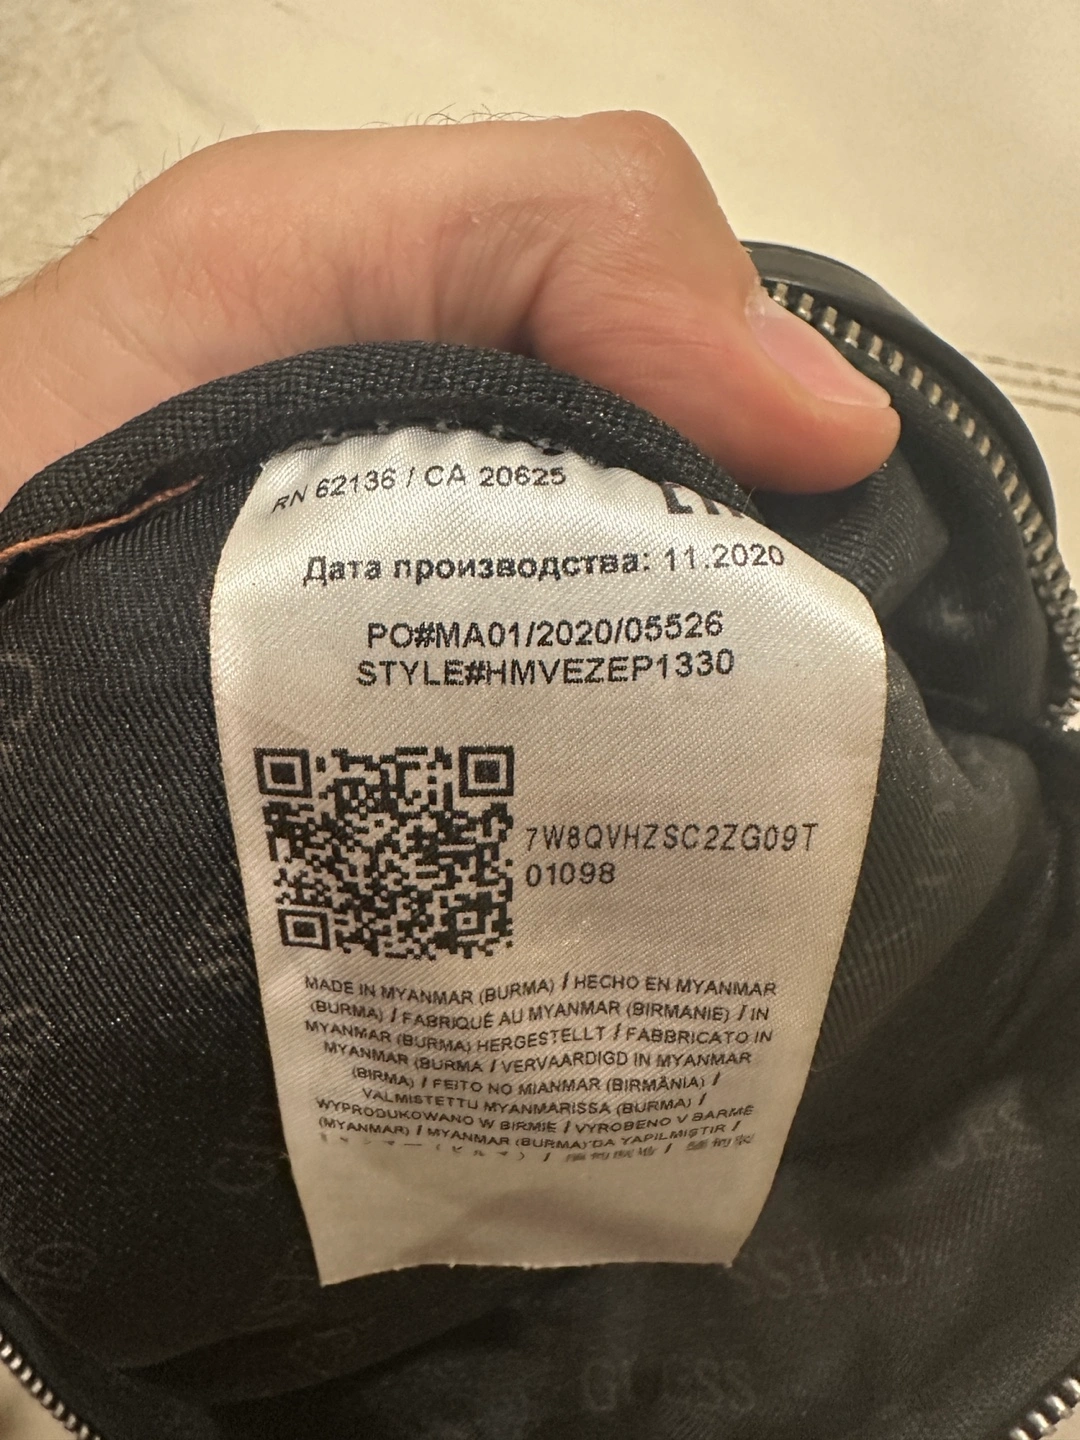 RN 62136 / CA 20625
Дата производства: 11.2020
PO#MA01/2020/05526
STYLE#HMVEZEP1330
7W8QVHZSC2ZG09T
01098
MADE IN MYANMAR (BURMA) / HECHO EN MYANMAR
(BURMA) / FABRIQUÉ AU MYANMAR (BIRMANIE) / IN
MYANMAR (BURMA) HERGESTELLT / FABBRICATO IN
MYANMAR (BURMA / VERVAARDIGD IN MYANMAR
(BIRMA) / FEITO NO MIANMAR (BIRMÂNIA) /
VALMISTETTU MYANMARISSA (BURMA) /
WYPRODUKOWANO W BIRMIE / VYROBENO V BARMĚ
(MYANMAR) / MYANMAR (BURMA)'DA YAPILMIŞTIR /
GUESS